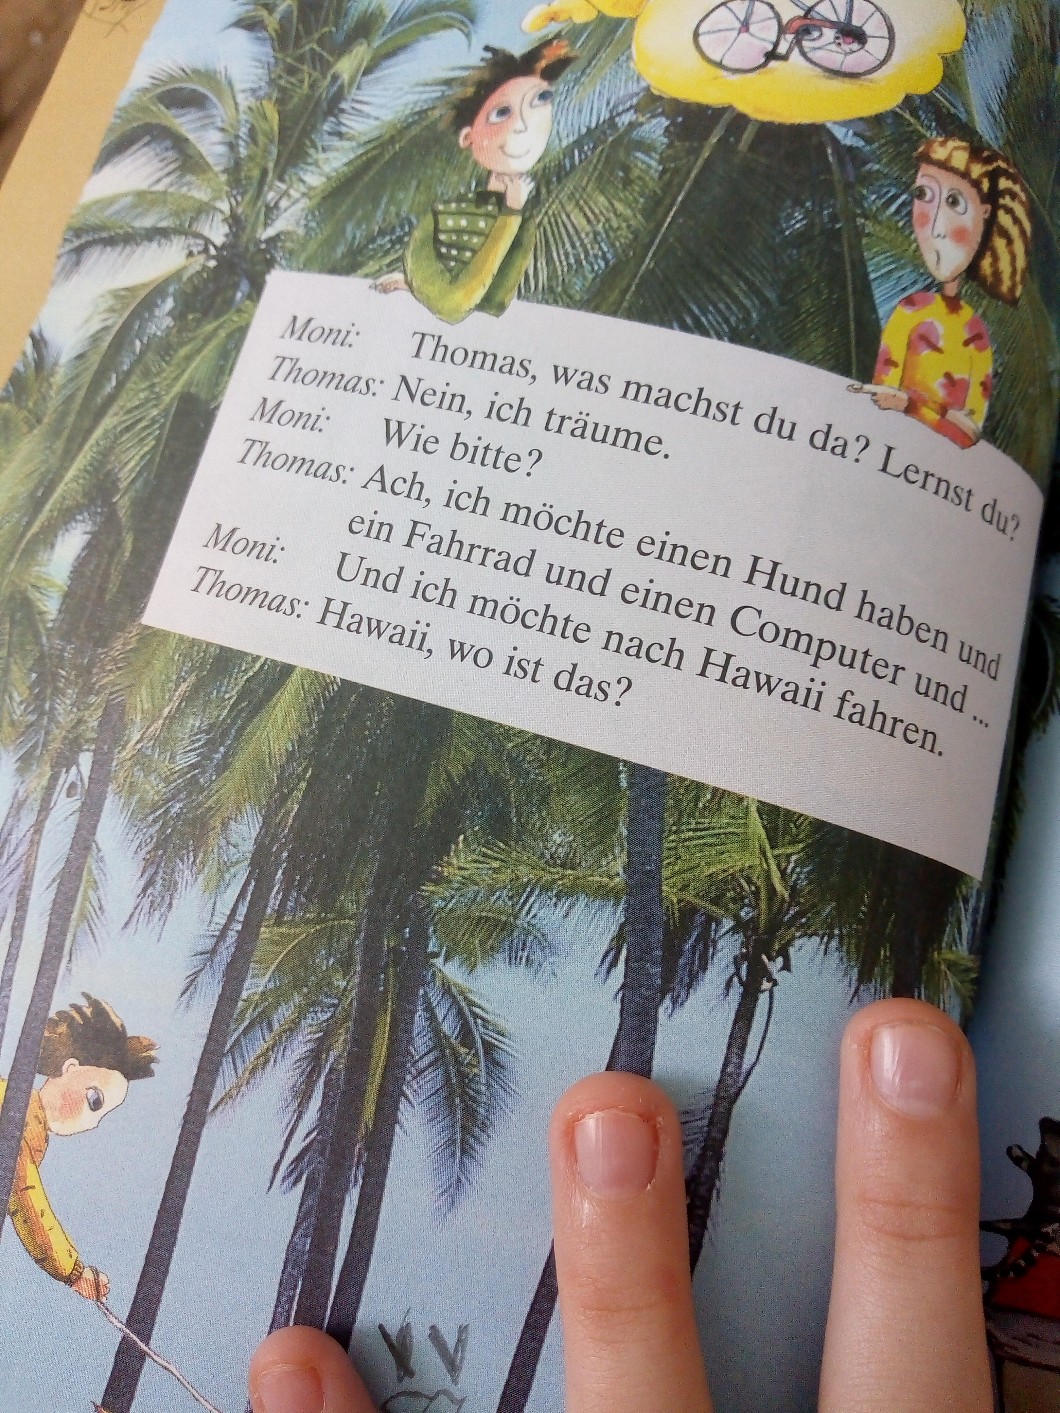 Moni: Thomas, was machst du da? Lernst du?
Thomas: Nein, ich träume.
Moni: Wie bitte?
Thomas: Ach, ich möchte einen Hund haben und
ein Fahrrad und einen Computer und ...
Moni: Und ich möchte nach Hawaii fahren.
Thomas: Hawaii, wo ist das?